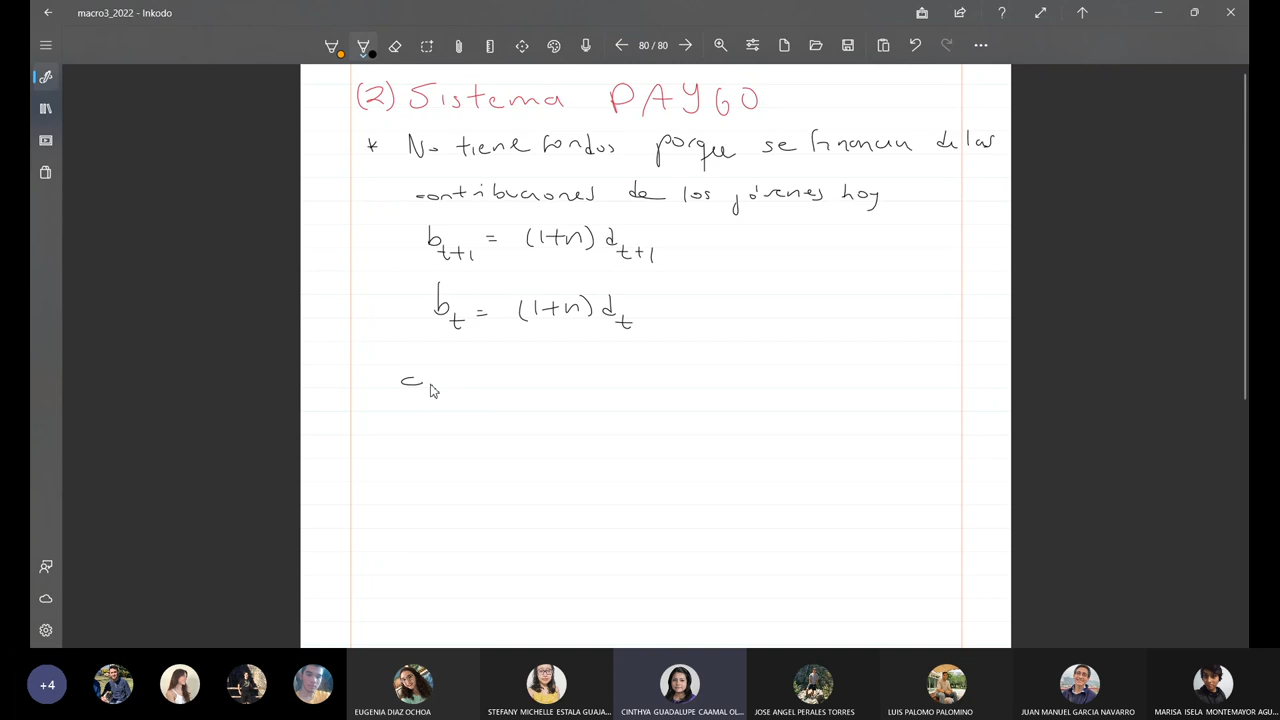 macro3_2022 - Inkodo
80 / 80
(2) Sistema PAYGO
* No tiene fondos porque se financian de las
contribuciones de los jóvenes hoy
b_{t+1} = (1+n) d_{t+1}
b_t = (1+n) d_t
c
+4
EUGENIA DIAZ OCHOA
STEFANY MICHELLE ESTALA GUAJA...
CINTHYA GUADALUPE CAAMAL OL...
JOSE ANGEL PERALES TORRES
LUIS PALOMO PALOMINO
JUAN MANUEL GARCIA NAVARRO
MARISA ISELA MONTEMAYOR AGU...